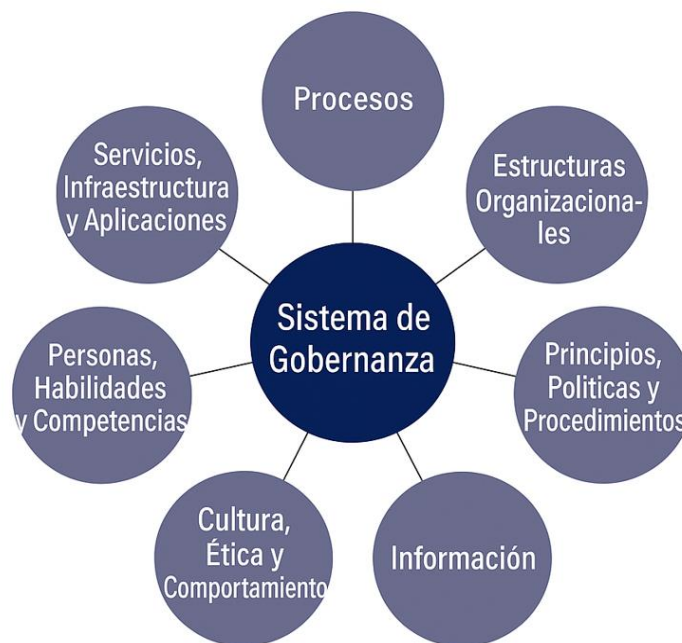 Procesos
Servicios,
Infraestructura
y Aplicaciones
Estructuras
Organizaciona-
les
Sistema de
Gobernanza
Personas,
Habilidades
y Competencias
Principios,
Politicas y
Procedimientos
Cultura,
Ética y
Comportamiento
Información